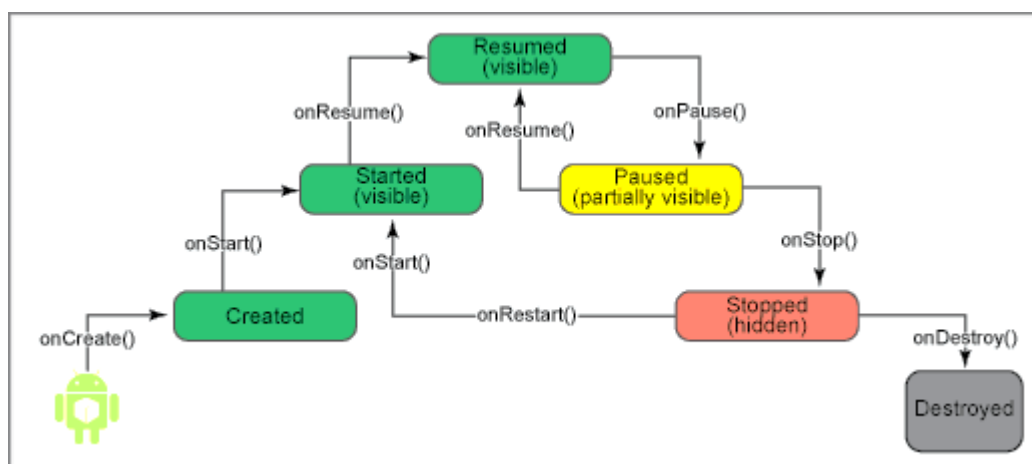 Resumed
(visible)
onResume()
onResume()
onPause()
Started
(visible)
Paused
(partially visible)
onStart()
onStart()
onStop()
Created
onRestart()
Stopped
(hidden)
onCreate()
onDestroy()
Destroyed